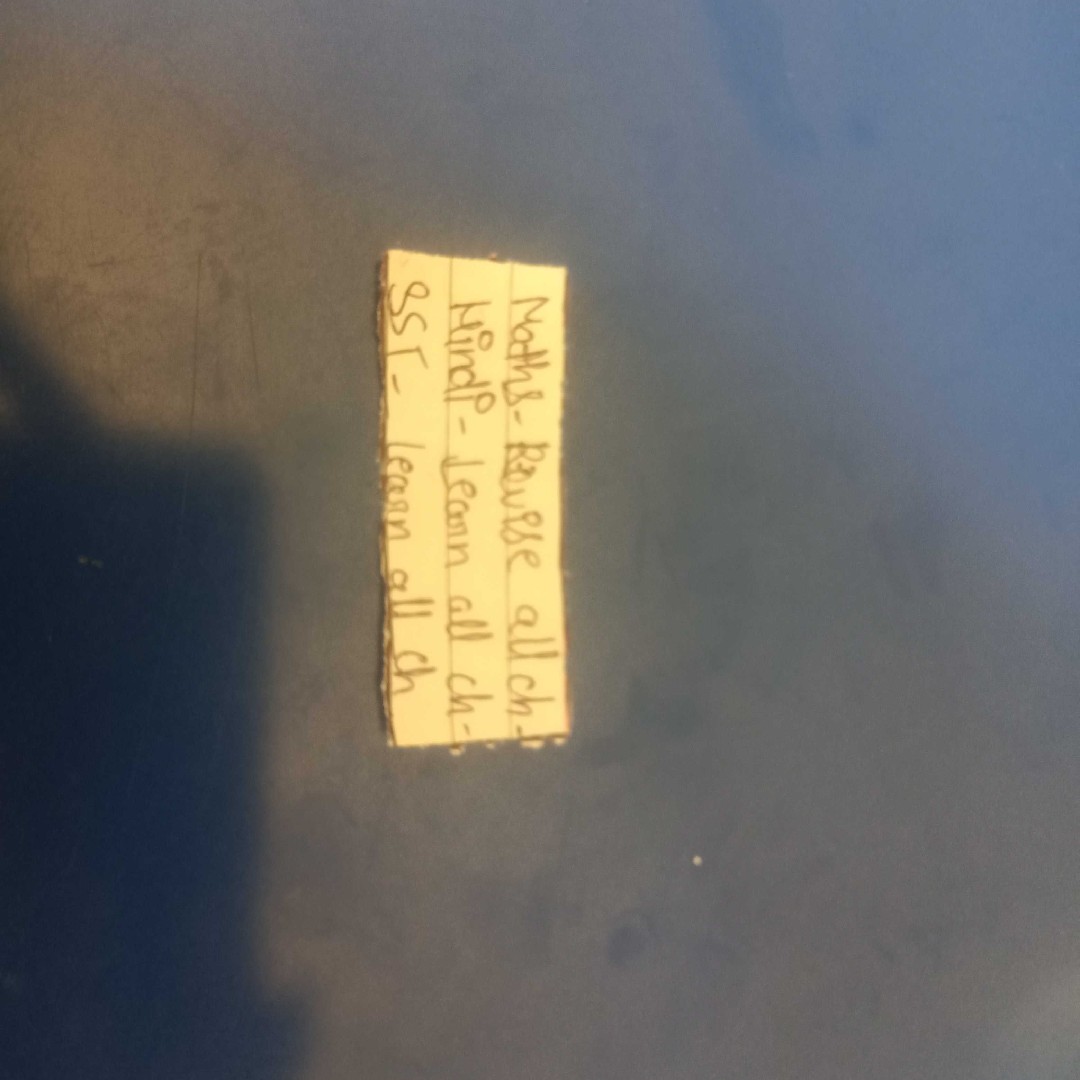 Maths - Revise all ch -
Hindi - Learn all ch -
SST - learn all ch